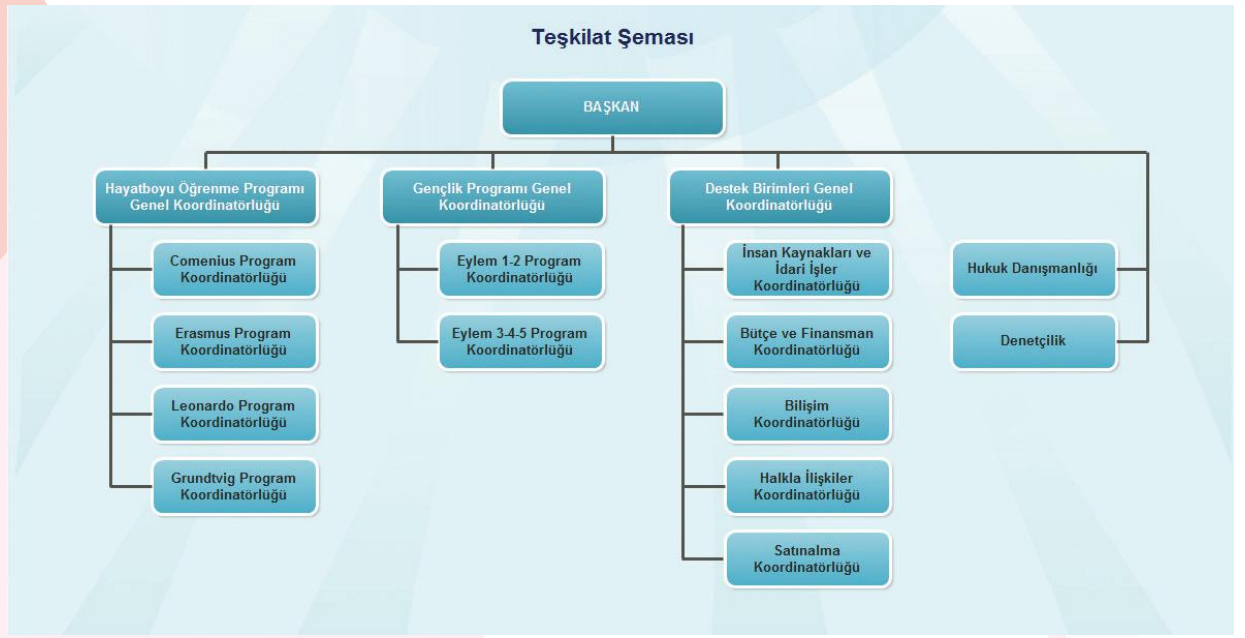 Teşkilat Şeması
BAŞKAN
Hayatboyu Öğrenme Programı
Genel Koordinatörlüğü
Gençlik Programı Genel
Koordinatörlüğü
Destek Birimleri Genel
Koordinatörlüğü
Comenius Program
Koordinatörlüğü
Erasmus Program
Koordinatörlüğü
Leonardo Program
Koordinatörlüğü
Grundtvig Program
Koordinatörlüğü
Eylem 1-2 Program
Koordinatörlüğü
Eylem 3-4-5 Program
Koordinatörlüğü
İnsan Kaynakları ve
İdari İşler
Koordinatörlüğü
Bütçe ve Finansman
Koordinatörlüğü
Bilişim
Koordinatörlüğü
Halkla İlişkiler
Koordinatörlüğü
Satınalma
Koordinatörlüğü
Hukuk Danışmanlığı
Denetçilik